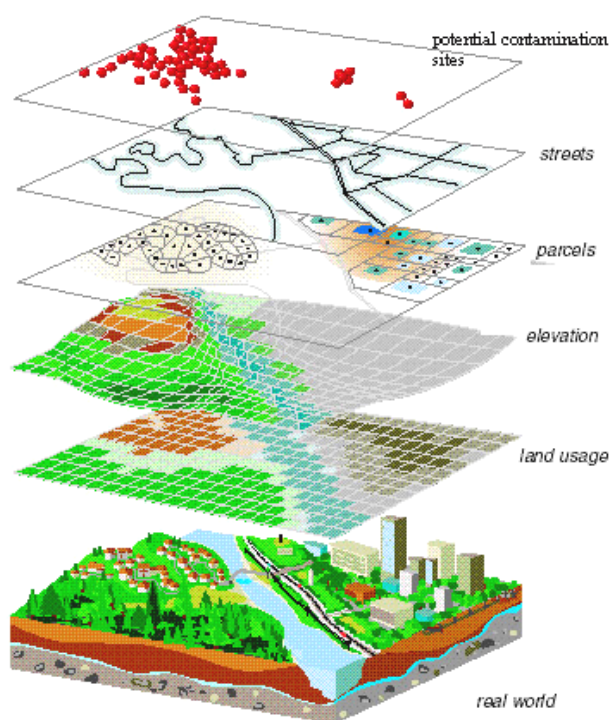 potential contamination
sites
streets
parcels
elevation
land usage
real world